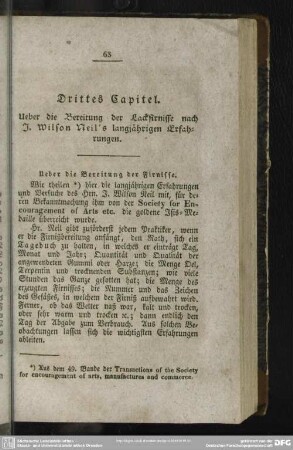 63
Drittes Capitel.
Ueber die Bereitung der Lackfirnisse nach
J. Wilson Neil's langjährigen Erfah-
rungen.
Ueber die Bereitung der Firnisse.
Wir theilen *) hier die langjährigen Erfahrungen
und Versuche des Hrn. J. Wilson Neil mit, für de-
ren Bekanntmachung ihm von der Society for En-
couragement of Arts etc. die goldene Isis-Me-
daille überreicht wurde.
Hr. Neil gibt zuförderst jedem Praktiker, wenn
er die Firnißbereitung anfängt, den Rath, sich ein
Tagebuch zu halten, in welches er einträgt Tag,
Monat und Jahr; Quantität und Qualität der
angewendeten Gummi oder Harze; die Menge Oel,
Terpentin und trocknenden Substanzen; wie viele
Stunden das Ganze gesotten hat; die Menge des
erzeugten Firnisses; die Nummer und das Zeichen
des Gefäßes, in welchem der Firniß aufbewahrt wird.
Ferner, ob das Wetter naß war, kalt und trocken,
oder sehr warm und trocken ꝛc.; dann endlich den
Tag der Abgabe zum Verbrauch. Aus solchen Be-
obachtungen lassen sich die wichtigsten Erfahrungen
ableiten.
*) Aus dem 49. Bande der Transactions of the Society
for encouragement of arts, manufactures and commerce.
DFG